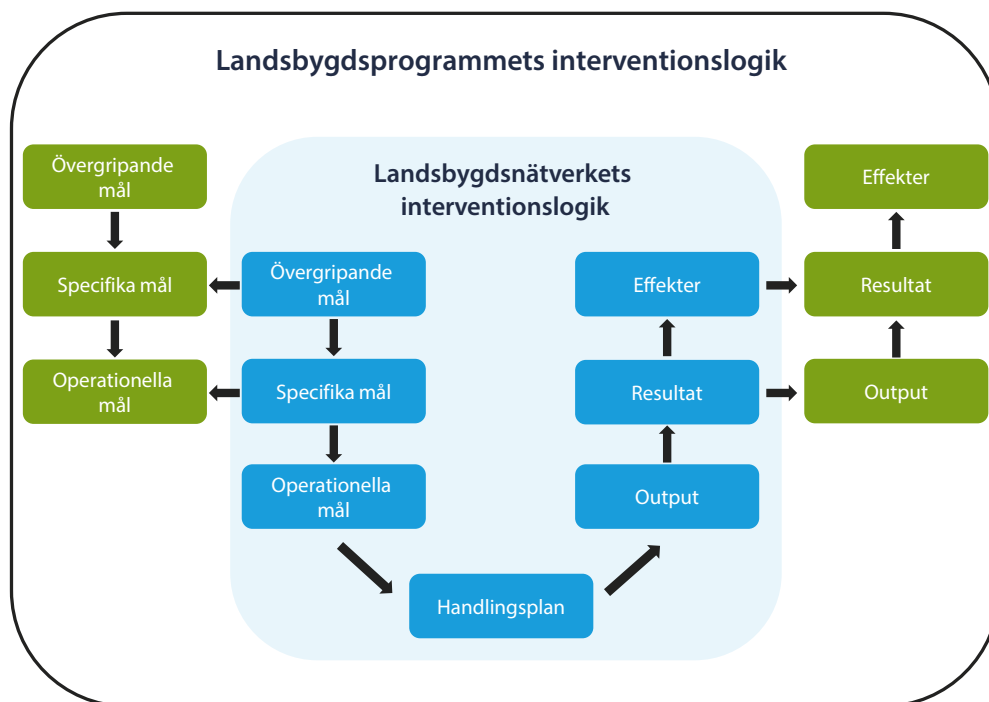 Landsbygdsprogrammets interventionslogik
Övergripande
mål
Specifika mål
Operationella
mål
Landsbygdsnätverkets
interventionslogik
Övergripande
mål
Specifika mål
Operationella
mål
Handlingsplan
Effekter
Resultat
Output
Effekter
Resultat
Output